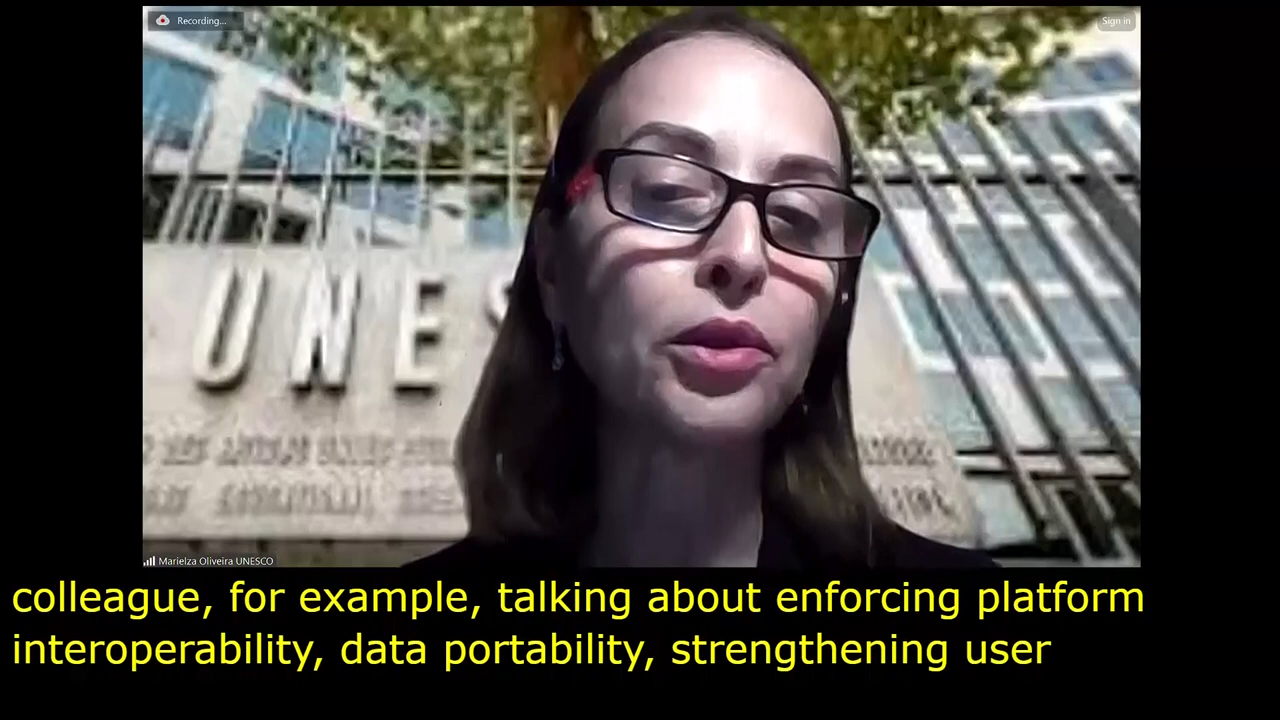 Recording...
Sign in
UNES
Marielza Oliveira UNESCO
colleague, for example, talking about enforcing platform
interoperability, data portability, strengthening user